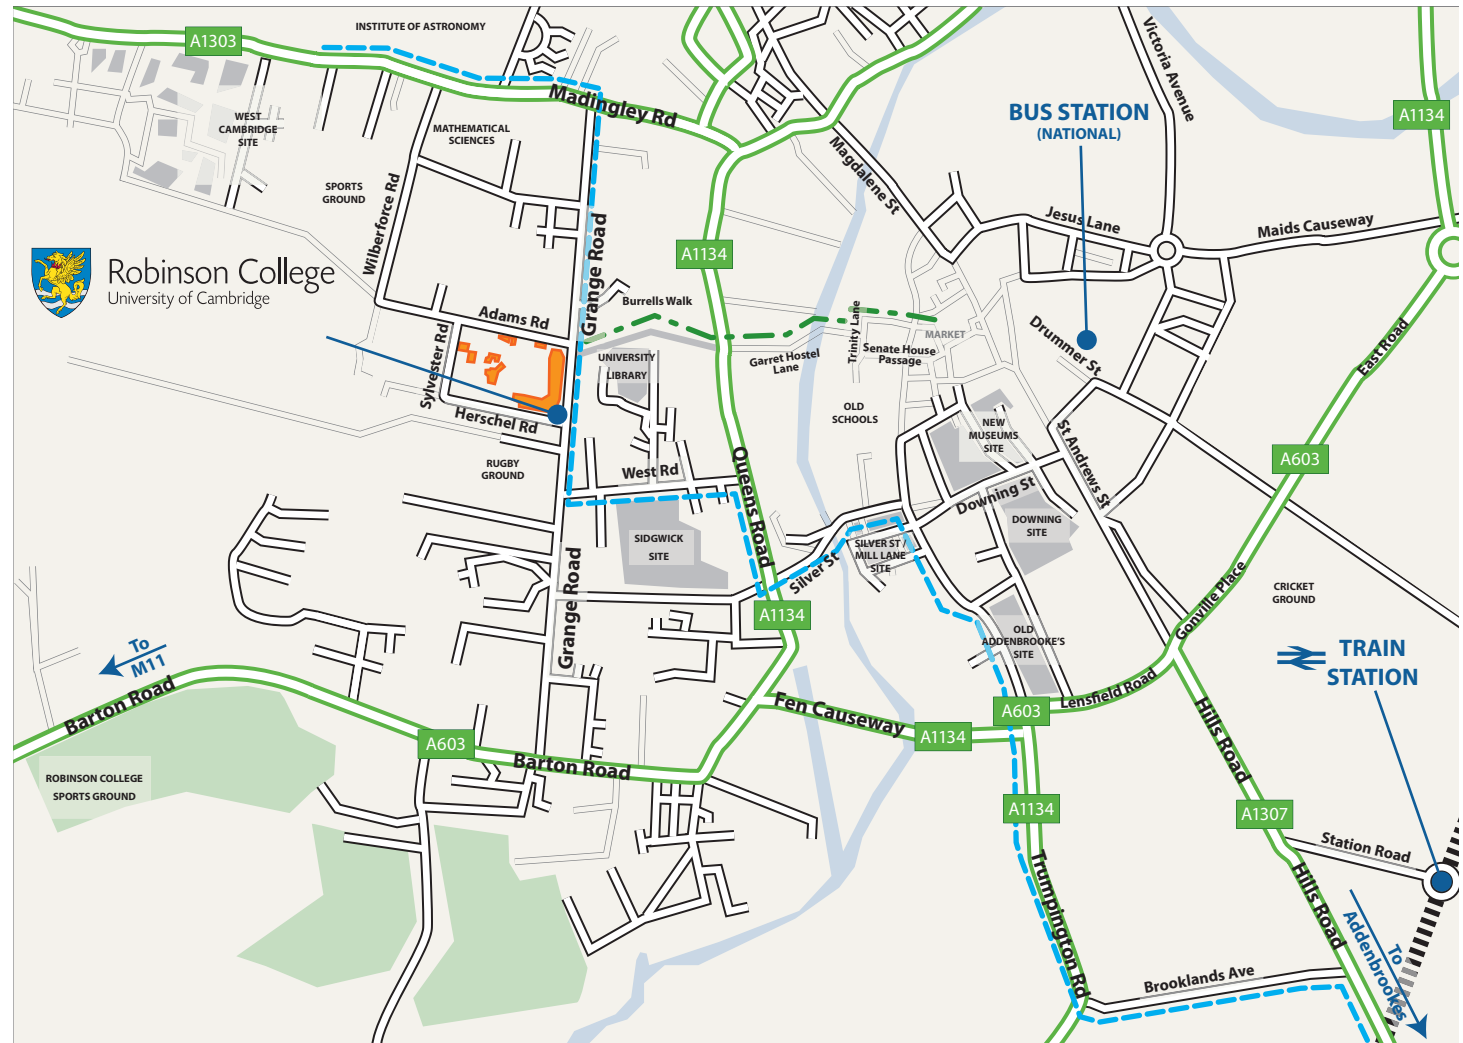 INSTITUTE OF ASTRONOMY
A1303
Madingley Rd
WEST
CAMBRIDGE
SITE
MATHEMATICAL
SCIENCES
SPORTS
GROUND
Wilberforce Rd
Grange Road
Victoria Avenue
BUS STATION
(NATIONAL)
A1134
Magdalene St
Jesus Lane
Maids Causeway
A1134
Robinson College
University of Cambridge
Adams Rd
Burrells Walk
Sylvester Rd
Herschel Rd
UNIVERSITY
LIBRARY
Garret Hostel
Lane
Trinity Lane
Senate House
Passage
MARKET
Drummer St
East Road
OLD
SCHOOLS
NEW
MUSEUMS
SITE
St Andrews St
A603
RUGBY
GROUND
West Rd
Queens Road
Downing St
DOWNING
SITE
SIDGWICK
SITE
Silver St
SILVER ST /
MILL LANE
SITE
Grange Road
A1134
Gonville Place
CRICKET
GROUND
OLD
ADDENBROOKE'S
SITE
To
M11
TRAIN
STATION
Barton Road
Fen Causeway
A1134
A603
Lensfield Road
Hills Road
A603
Barton Road
ROBINSON COLLEGE
SPORTS GROUND
A1134
A1307
Station Road
Trumpington Rd
Hills Road
To
Addenbrookes
Brooklands Ave